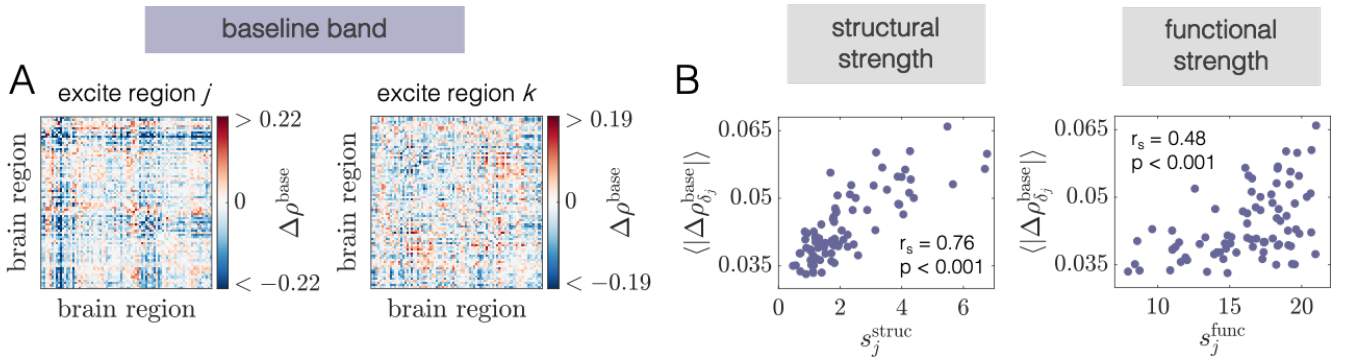 baseline band
A
excite region j
brain region
brain region
> 0.22
0
< −0.22
Δρ^base
excite region k
brain region
brain region
> 0.19
0
< −0.19
Δρ^base
B
structural
strength
⟨|Δρ^base_δj|⟩
0.065
0.05
0.035
r_s = 0.76
p < 0.001
0 2 4 6
s_j^struc
functional
strength
⟨|Δρ^base_δj|⟩
0.065
0.05
0.035
r_s = 0.48
p < 0.001
10 15 20
s_j^func